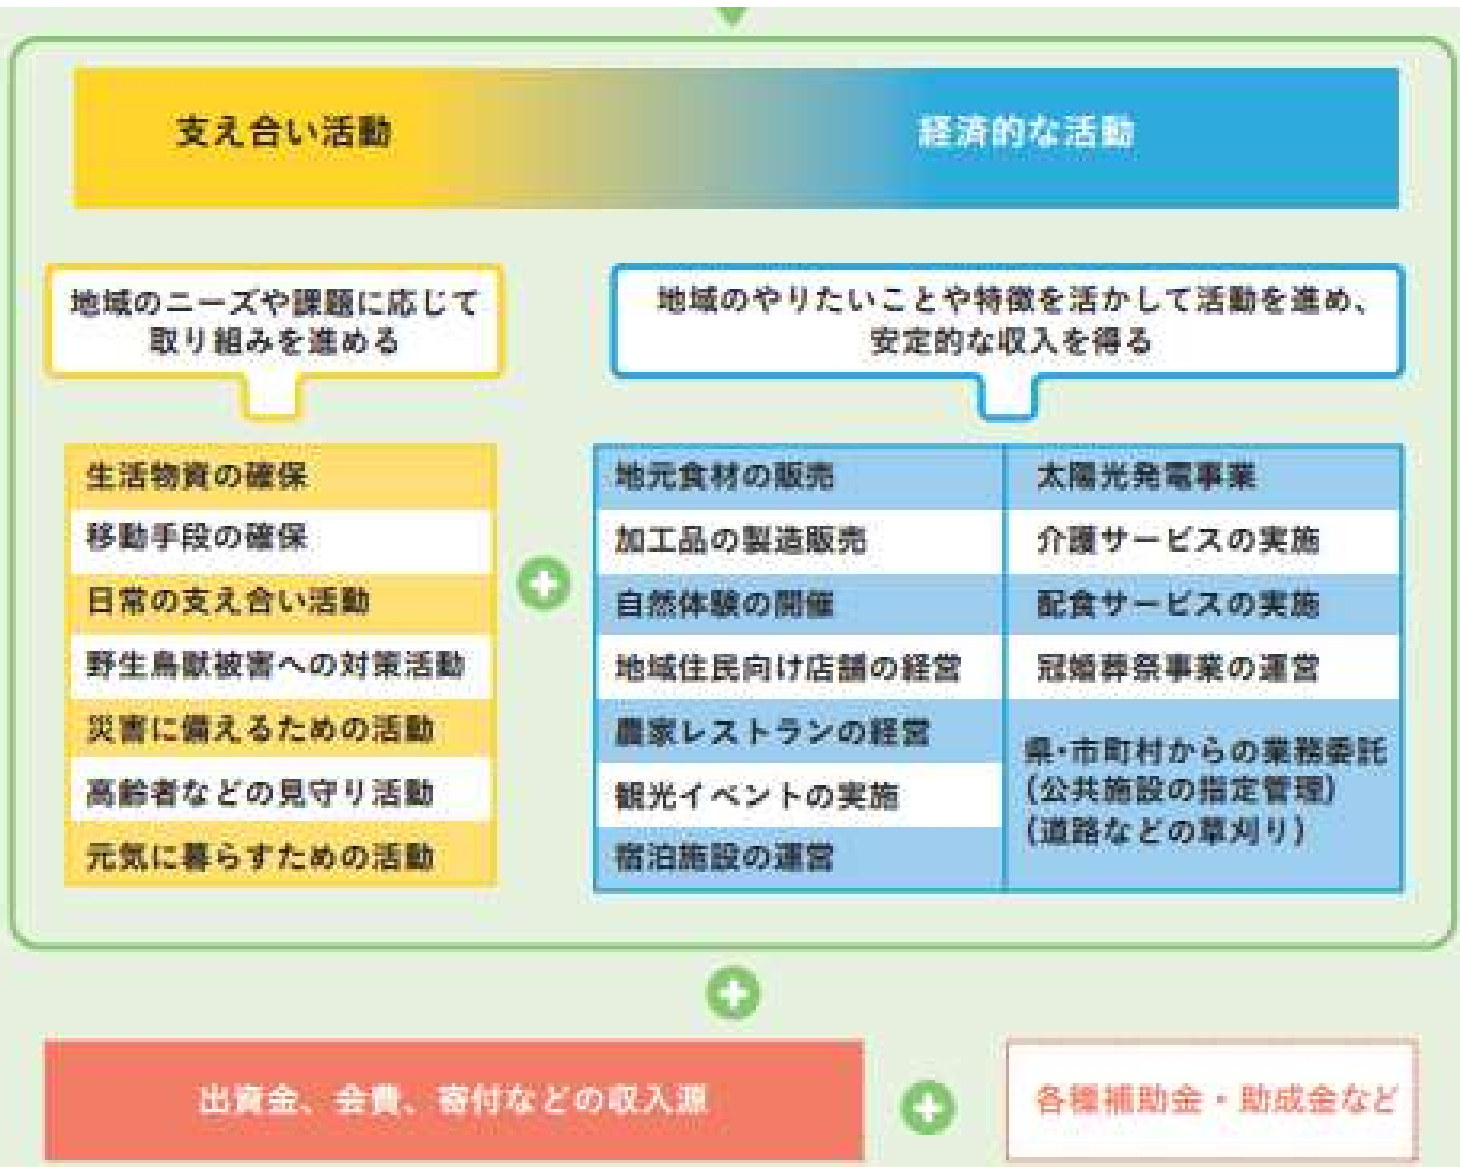 支え合い活動
経済的な活動
地域のニーズや課題に応じて
取り組みを進める
地域のやりたいことや特徴を活かして活動を進め、
安定的な収入を得る
生活物資の確保
移動手段の確保
日常の支え合い活動
野生鳥獣被害への対策活動
災害に備えるための活動
高齢者などの見守り活動
元気に暮らすための活動
地元食材の販売
加工品の製造販売
自然体験の開催
地域住民向け店舗の経営
農家レストランの経営
観光イベントの実施
宿泊施設の運営
太陽光発電事業
介護サービスの実施
配食サービスの実施
冠婚葬祭事業の運営
県・市町村からの業務委託
(公共施設の指定管理)
(道路などの草刈り)
出資金、会費、寄付などの収入源
各種補助金・助成金など